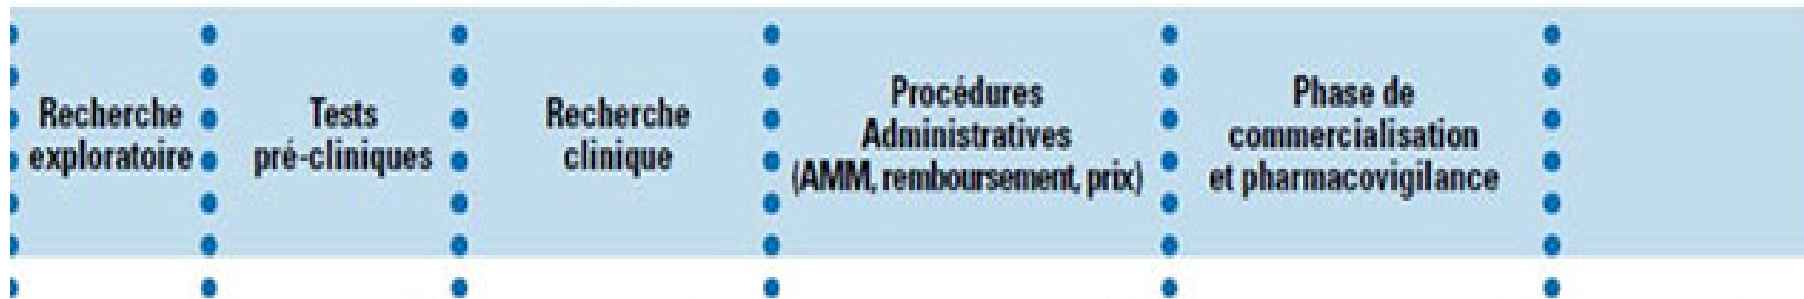 Recherche
exploratoire
Tests
pré-cliniques
Recherche
clinique
Procédures
Administratives
(AMM, remboursement, prix)
Phase de
commercialisation
et pharmacovigilance